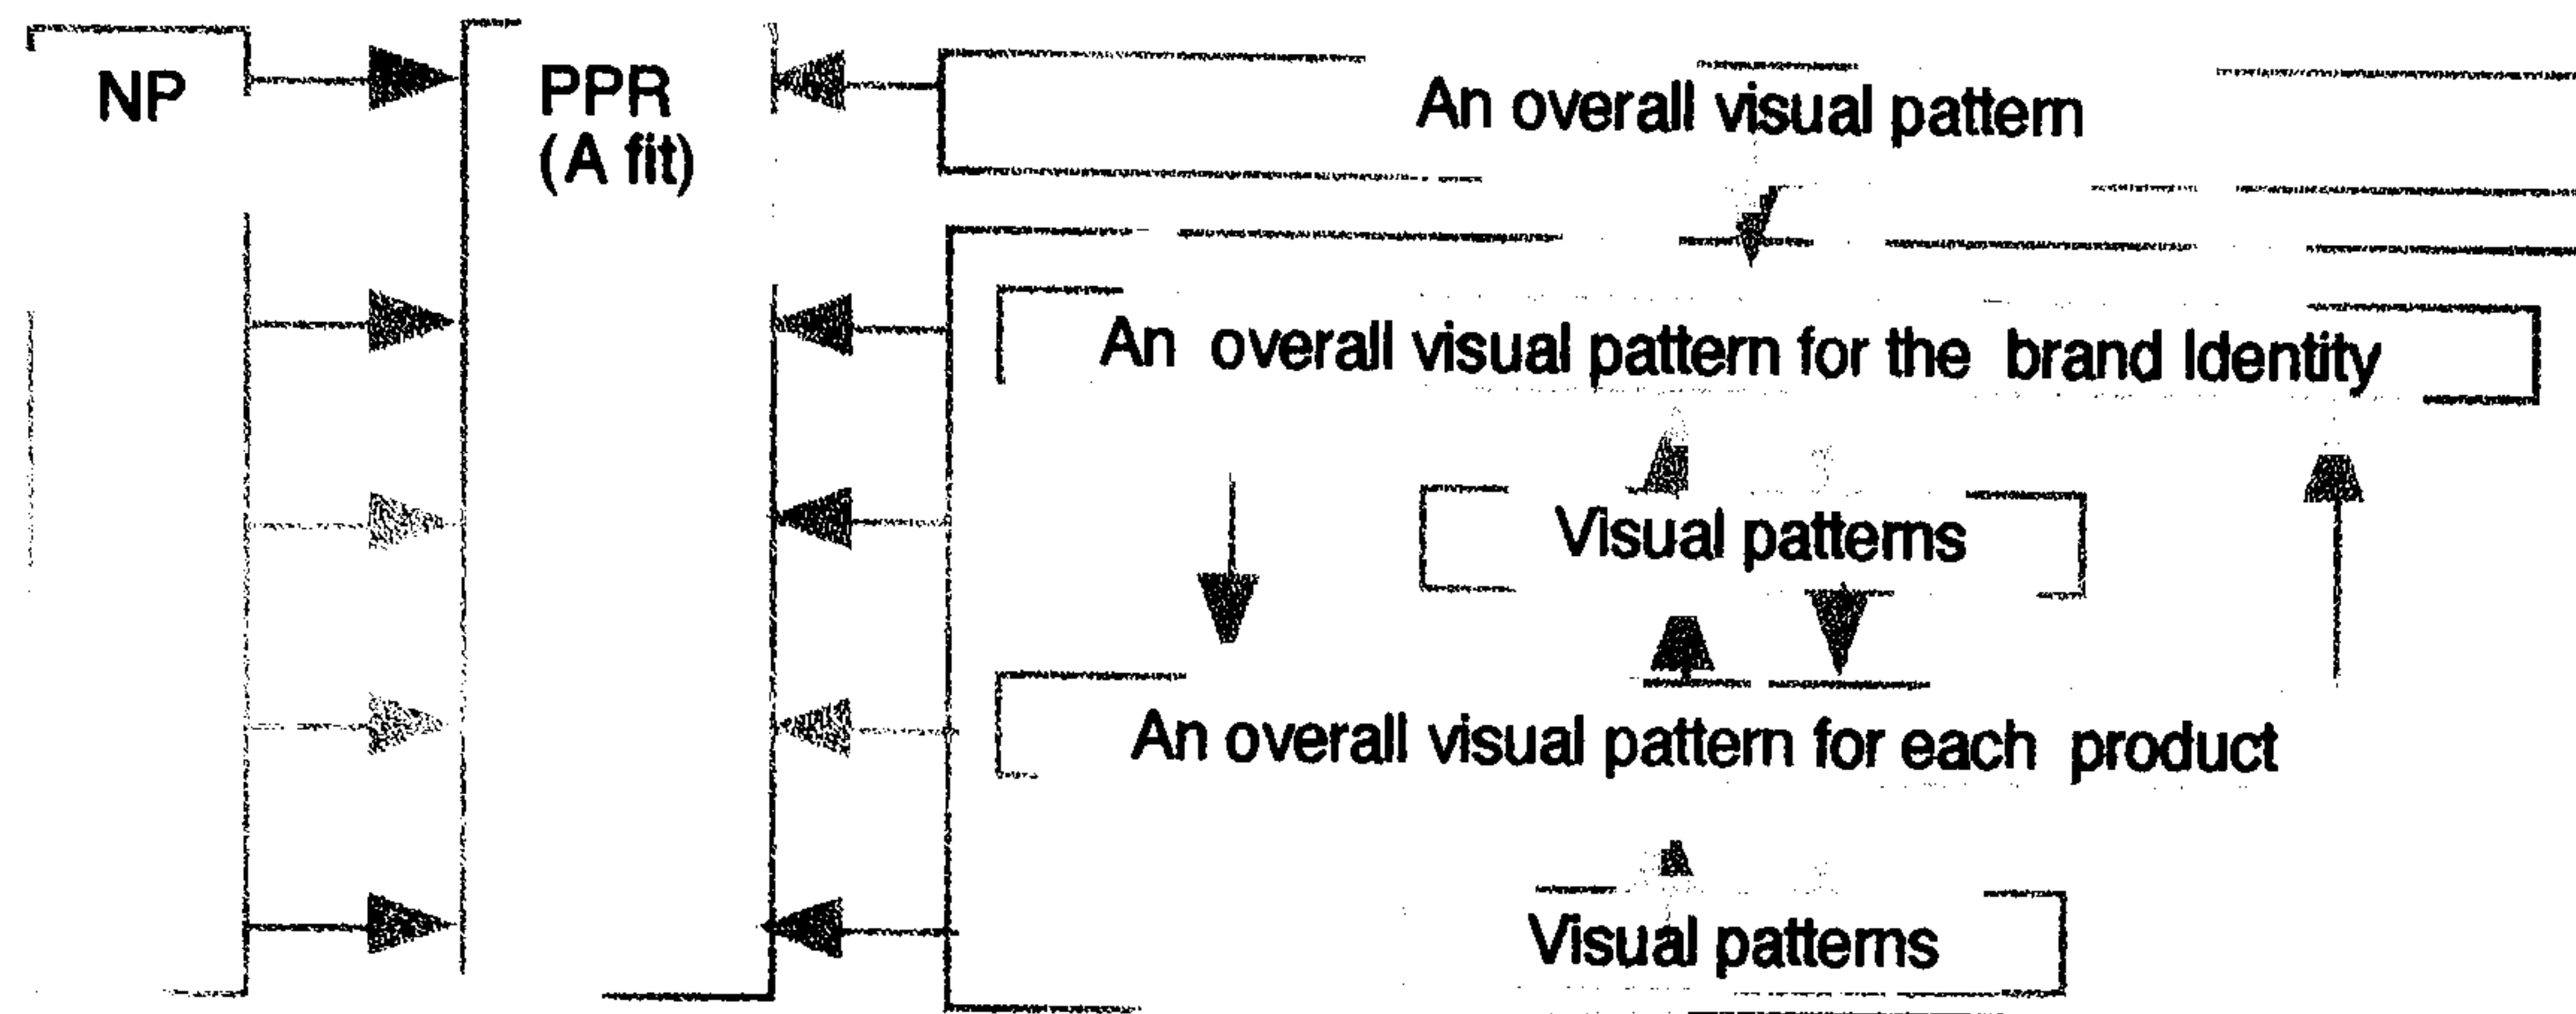 NP
PPR
(A fit)
An overall visual pattern
An overall visual pattern for the brand Identity
Visual patterns
An overall visual pattern for each product
Visual patterns